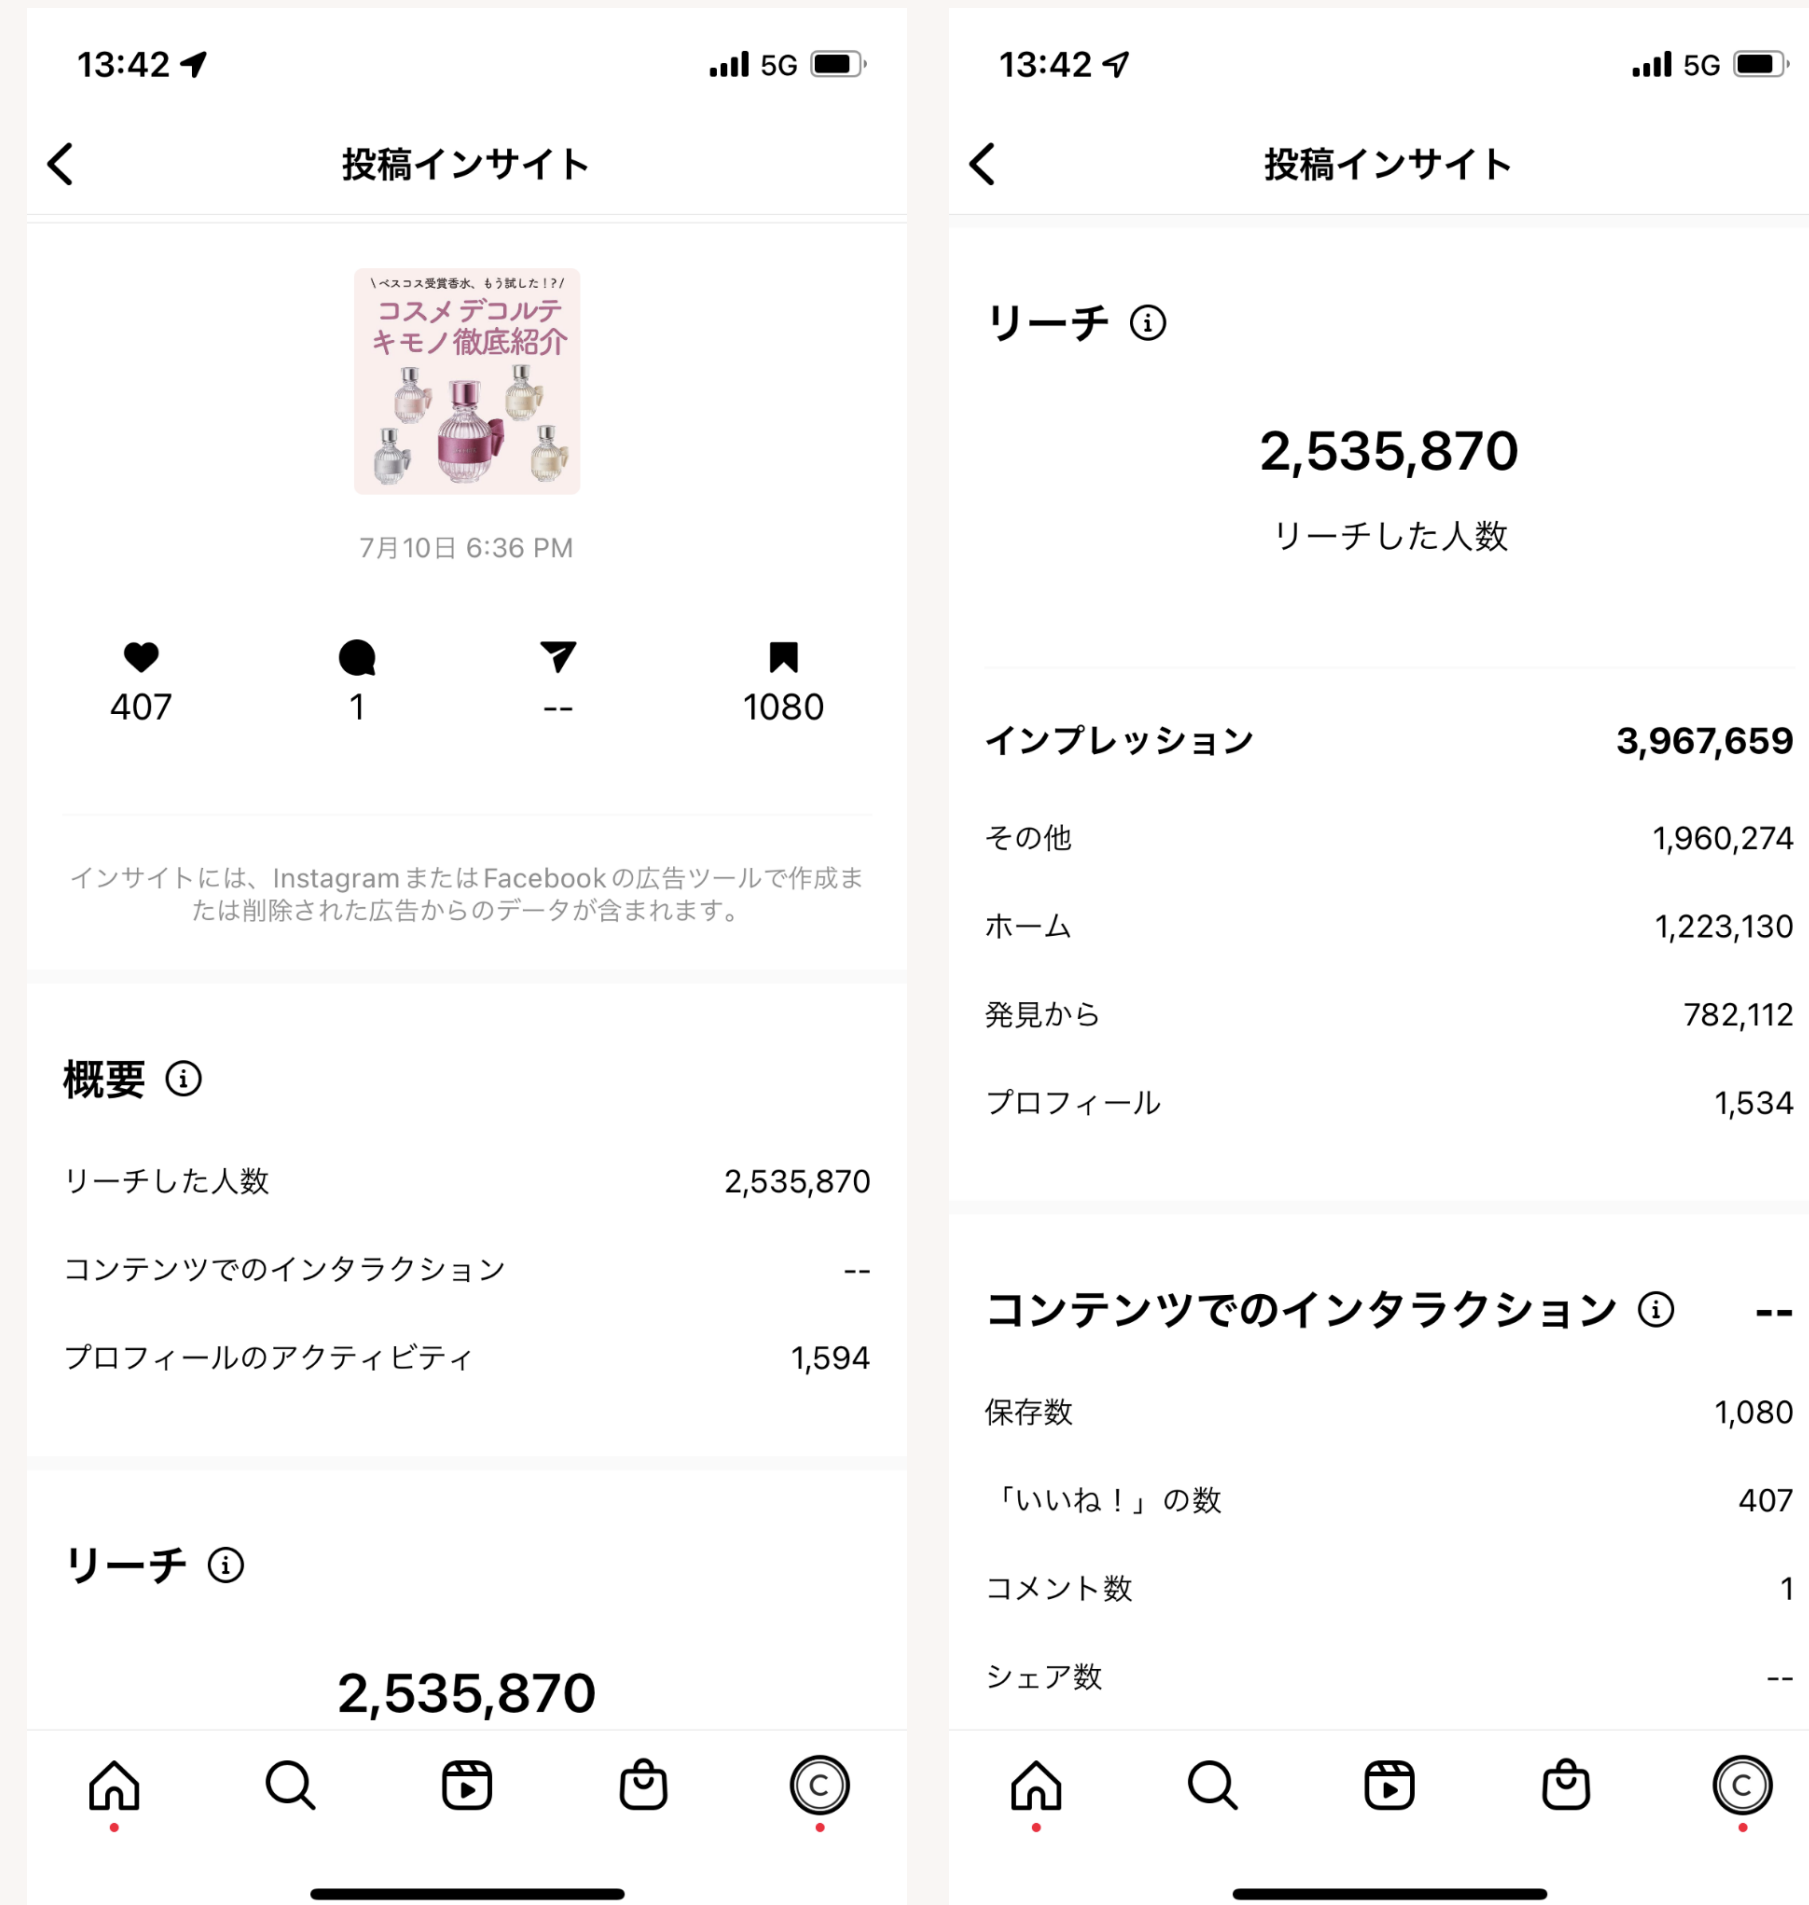 13:42
5G
投稿インサイト
\ ベスコス受賞香水、もう試した！？ /
コスメデコルテ
キモノ徹底紹介
7月10日 6:36 PM
407 1 -- 1080
インサイトには、InstagramまたはFacebookの広告ツールで作成ま
たは削除された広告からのデータが含まれます。
概要
リーチした人数 2,535,870
コンテンツでのインタラクション --
プロフィールのアクティビティ 1,594
リーチ
2,535,870
C
13:42
5G
投稿インサイト
リーチ
2,535,870
リーチした人数
インプレッション 3,967,659
その他 1,960,274
ホーム 1,223,130
発見から 782,112
プロフィール 1,534
コンテンツでのインタラクション --
保存数 1,080
「いいね！」の数 407
コメント数 1
シェア数 --
C